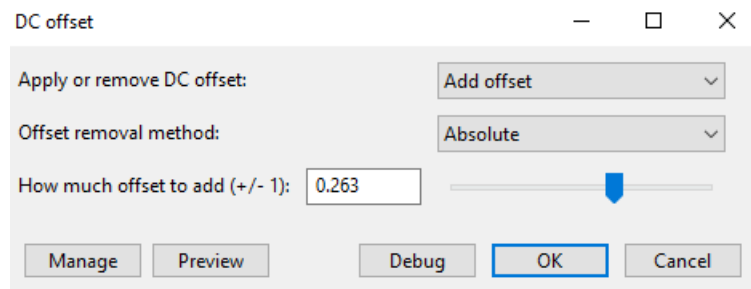 DC offset
Apply or remove DC offset: Add offset
Offset removal method: Absolute
How much offset to add (+/- 1): 0.263
Manage Preview Debug OK Cancel